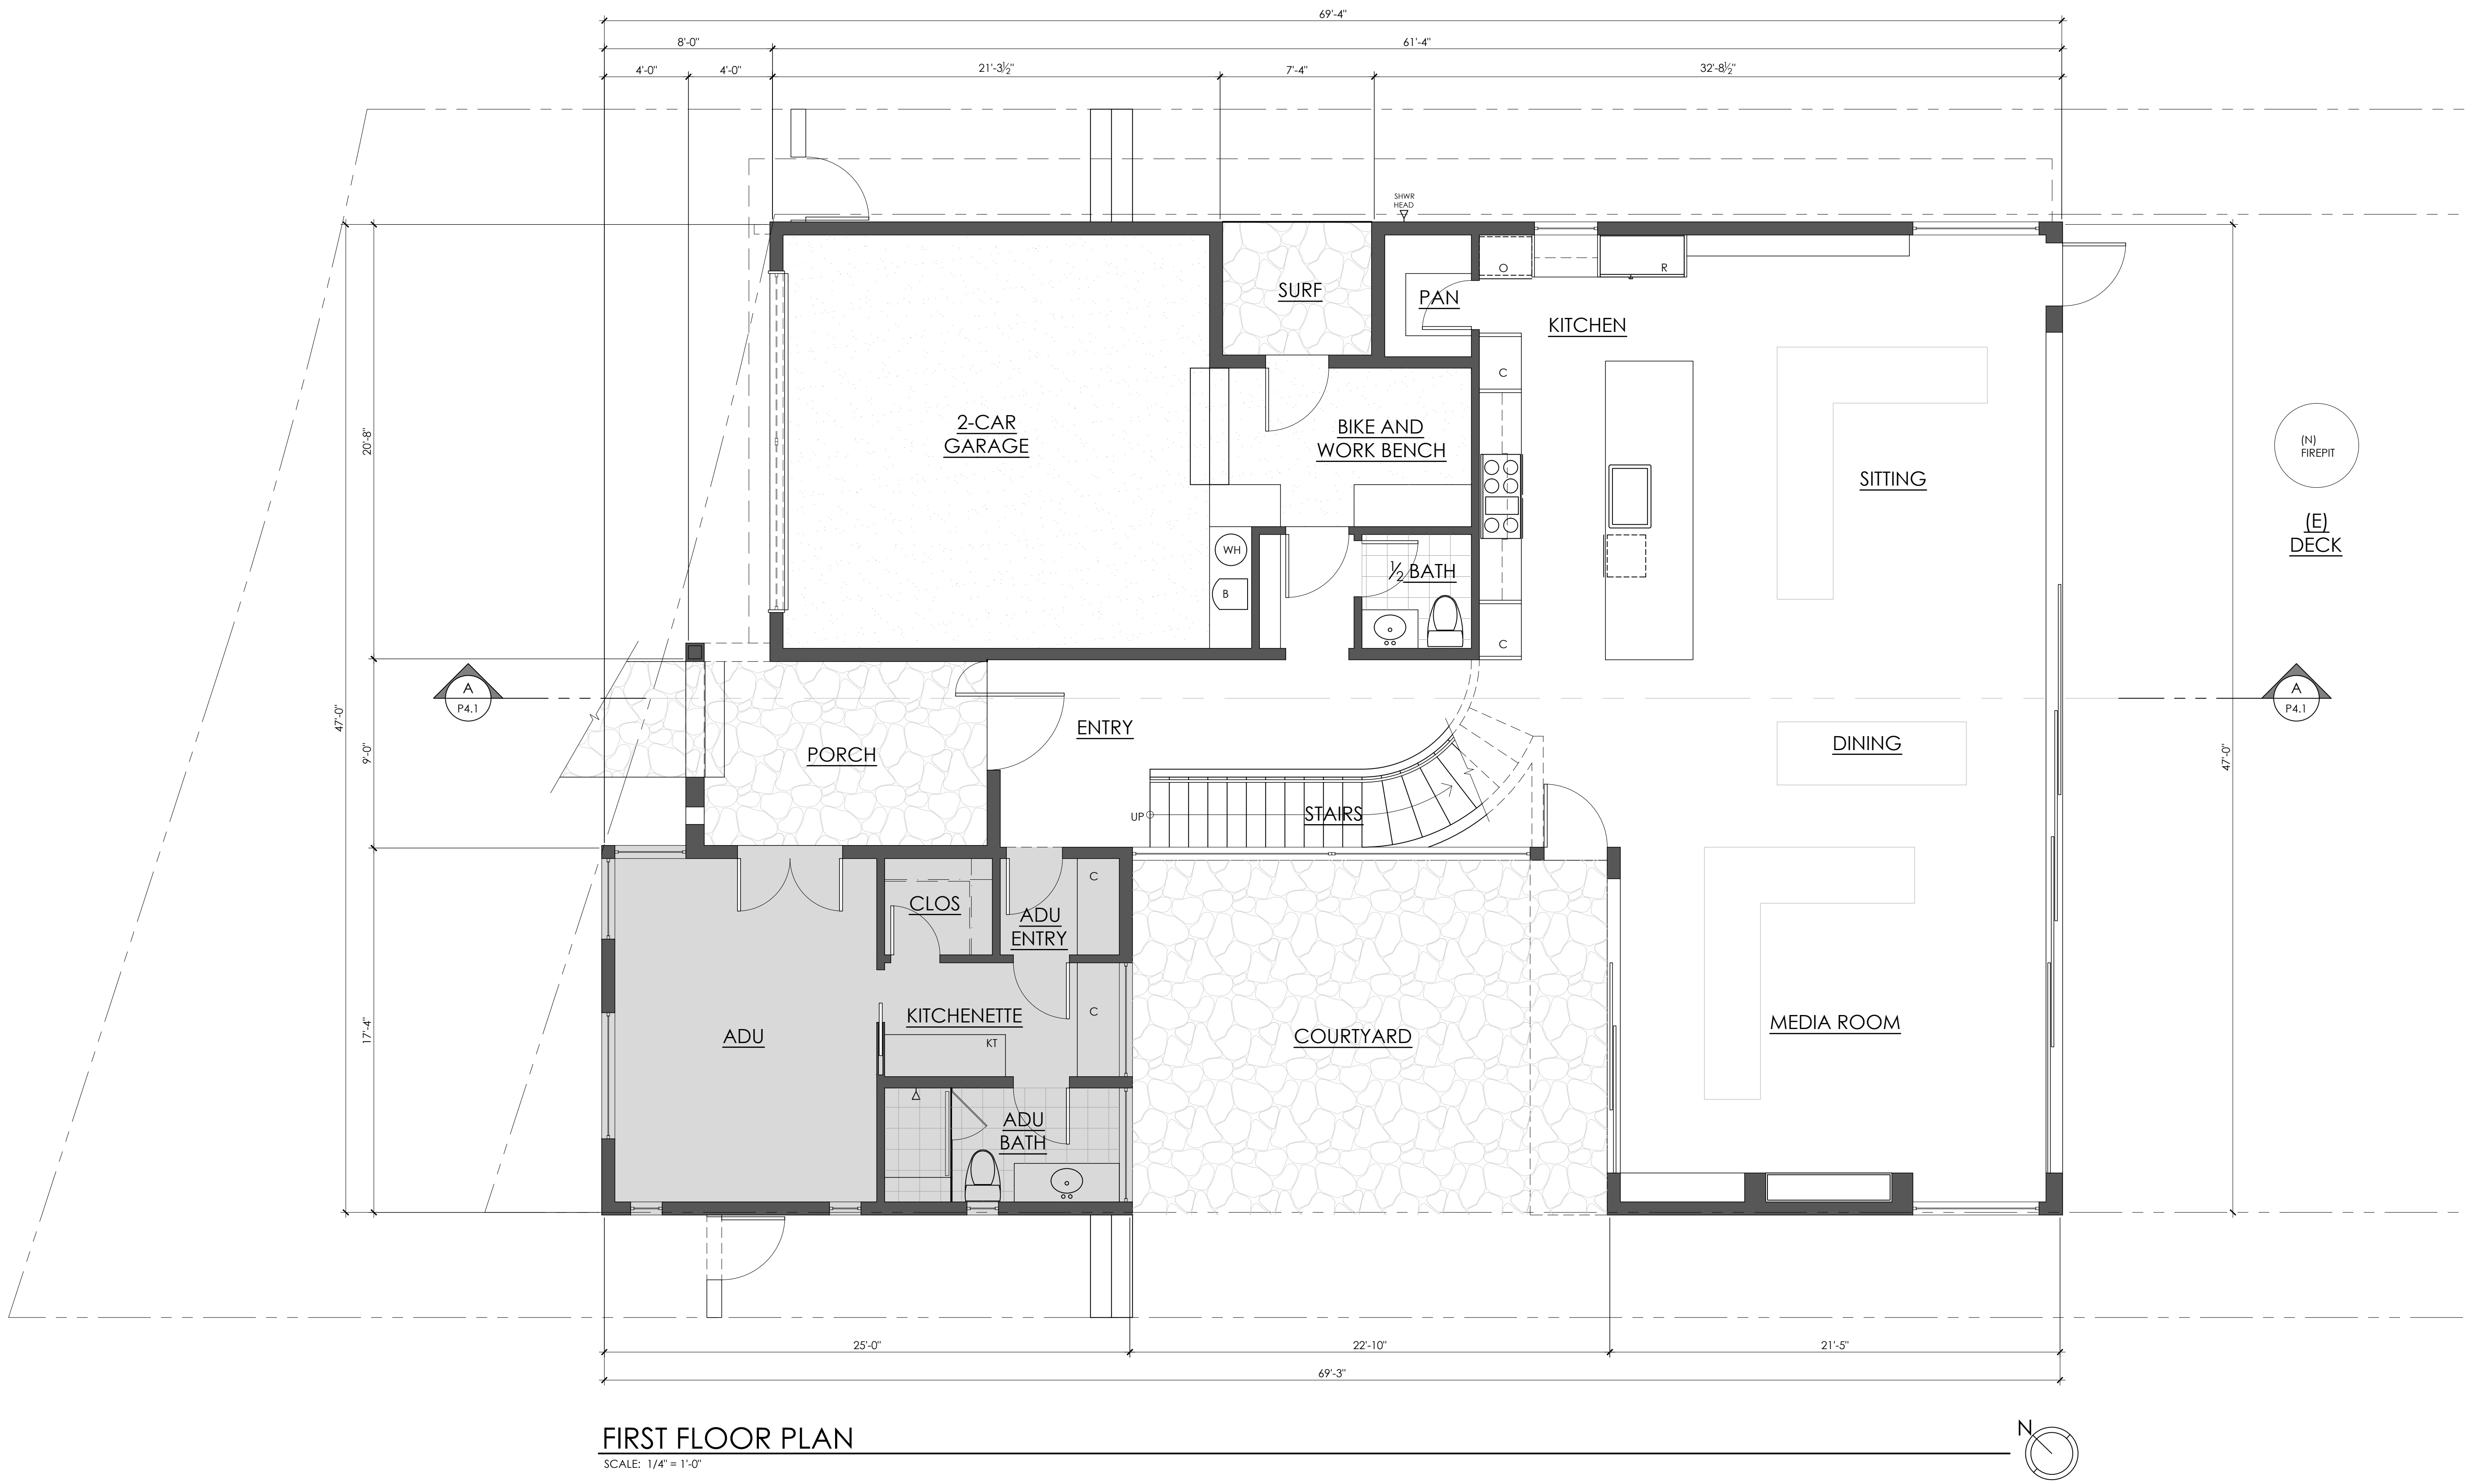 69'-4"
8'-0"
61'-4"
4'-0"
4'-0"
21'-3½"
7'-4"
32'-8½"
SHWR
HEAD
SURF
PAN
O
R
KITCHEN
C
2-CAR
GARAGE
BIKE AND
WORK BENCH
SITTING
(N)
FIREPIT
(E)
DECK
20'-8"
WH
B
½ BATH
C
A
P4.1
A
P4.1
47'-0"
9'-0"
PORCH
ENTRY
DINING
47'-0"
UP
STAIRS
CLOS
ADU
ENTRY
C
17'-4"
ADU
KITCHENETTE
KT
C
COURTYARD
MEDIA ROOM
ADU
BATH
25'-0"
22'-10"
21'-5"
69'-3"
FIRST FLOOR PLAN
SCALE: 1/4" = 1'-0"
N